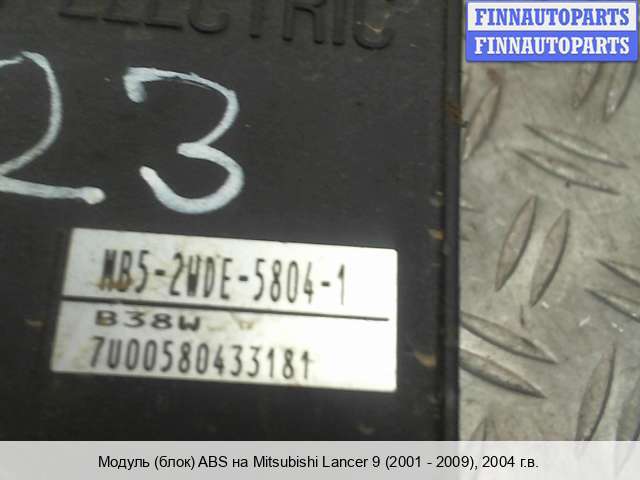 ELECTRIC
FINNAUTOPARTS
FINNAUTOPARTS
23
MB5-2WDE-5804-1
B38W
7U00580433181
Модуль (блок) ABS на Mitsubishi Lancer 9 (2001 - 2009), 2004 г.в.